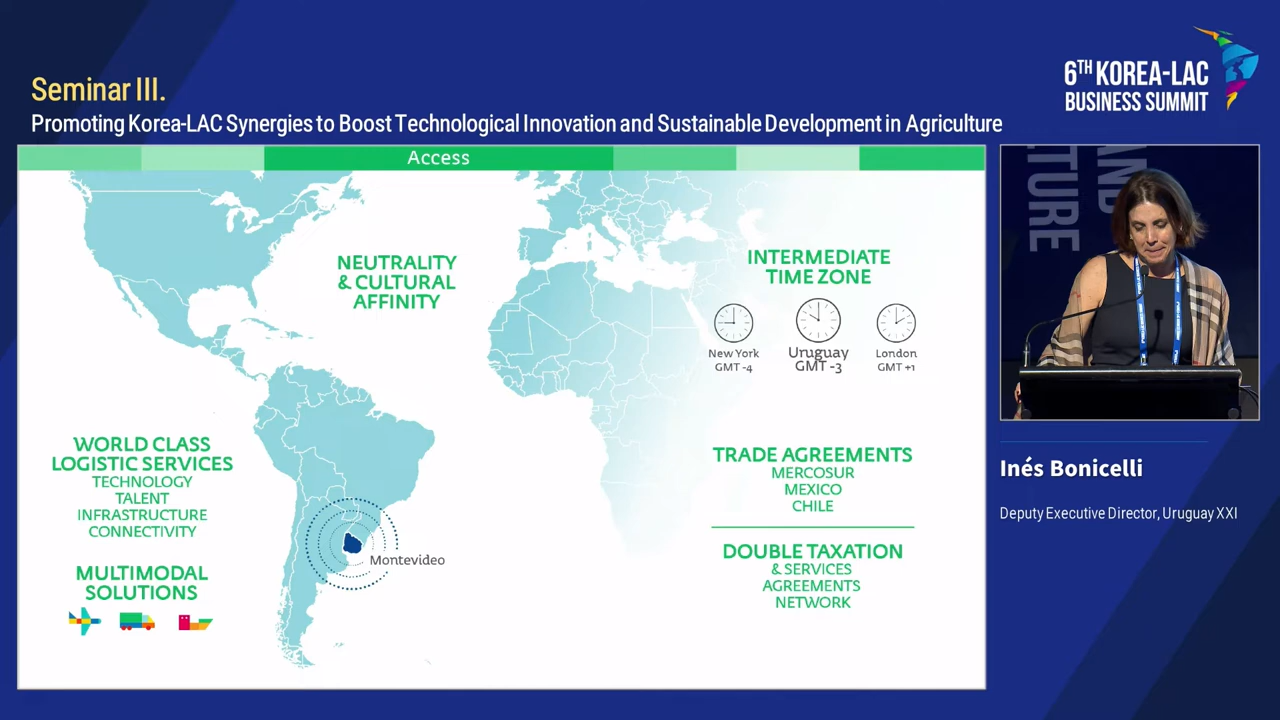 Seminar III.
Promoting Korea-LAC Synergies to Boost Technological Innovation and Sustainable Development in Agriculture
6TH KOREA-LAC
BUSINESS SUMMIT
Access
NEUTRALITY
& CULTURAL
AFFINITY
INTERMEDIATE
TIME ZONE
New York
GMT -4
Uruguay
GMT -3
London
GMT +1
WORLD CLASS
LOGISTIC SERVICES
TECHNOLOGY
TALENT
INFRASTRUCTURE
CONNECTIVITY
MULTIMODAL
SOLUTIONS
Montevideo
TRADE AGREEMENTS
MERCOSUR
MEXICO
CHILE
DOUBLE TAXATION
& SERVICES
AGREEMENTS
NETWORK
AND
TURE
Inés Bonicelli
Deputy Executive Director, Uruguay XXI